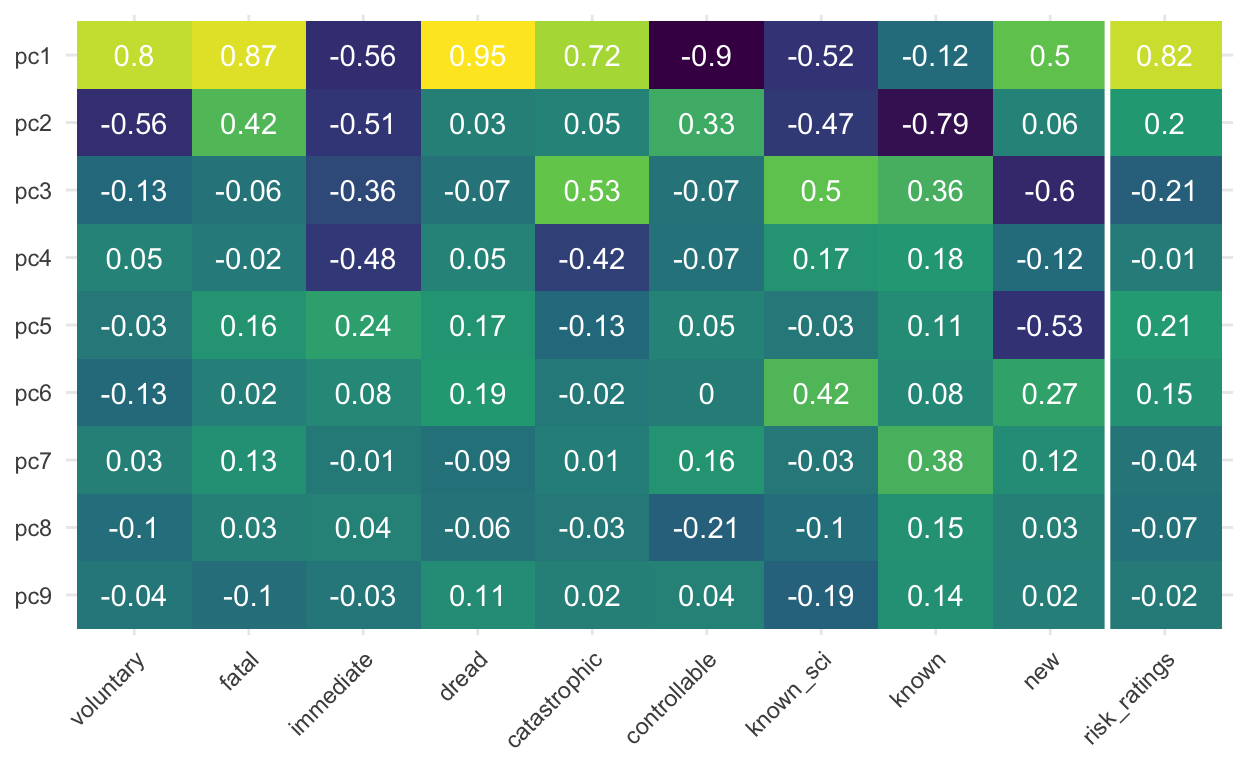 pc1 0.8 0.87 -0.56 0.95 0.72 -0.9 -0.52 -0.12 0.5 0.82
pc2 -0.56 0.42 -0.51 0.03 0.05 0.33 -0.47 -0.79 0.06 0.2
pc3 -0.13 -0.06 -0.36 -0.07 0.53 -0.07 0.5 0.36 -0.6 -0.21
pc4 0.05 -0.02 -0.48 0.05 -0.42 -0.07 0.17 0.18 -0.12 -0.01
pc5 -0.03 0.16 0.24 0.17 -0.13 0.05 -0.03 0.11 -0.53 0.21
pc6 -0.13 0.02 0.08 0.19 -0.02 0 0.42 0.08 0.27 0.15
pc7 0.03 0.13 -0.01 -0.09 0.01 0.16 -0.03 0.38 0.12 -0.04
pc8 -0.1 0.03 0.04 -0.06 -0.03 -0.21 -0.1 0.15 0.03 -0.07
pc9 -0.04 -0.1 -0.03 0.11 0.02 0.04 -0.19 0.14 0.02 -0.02
voluntary fatal immediate dread catastrophic controllable known_sci known new risk_ratings